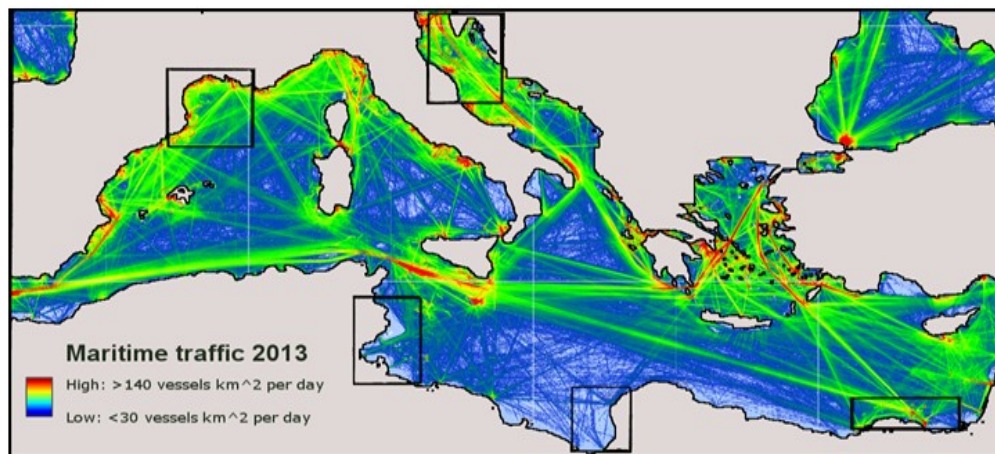 Maritime traffic 2013
High: >140 vessels km^2 per day
Low: <30 vessels km^2 per day